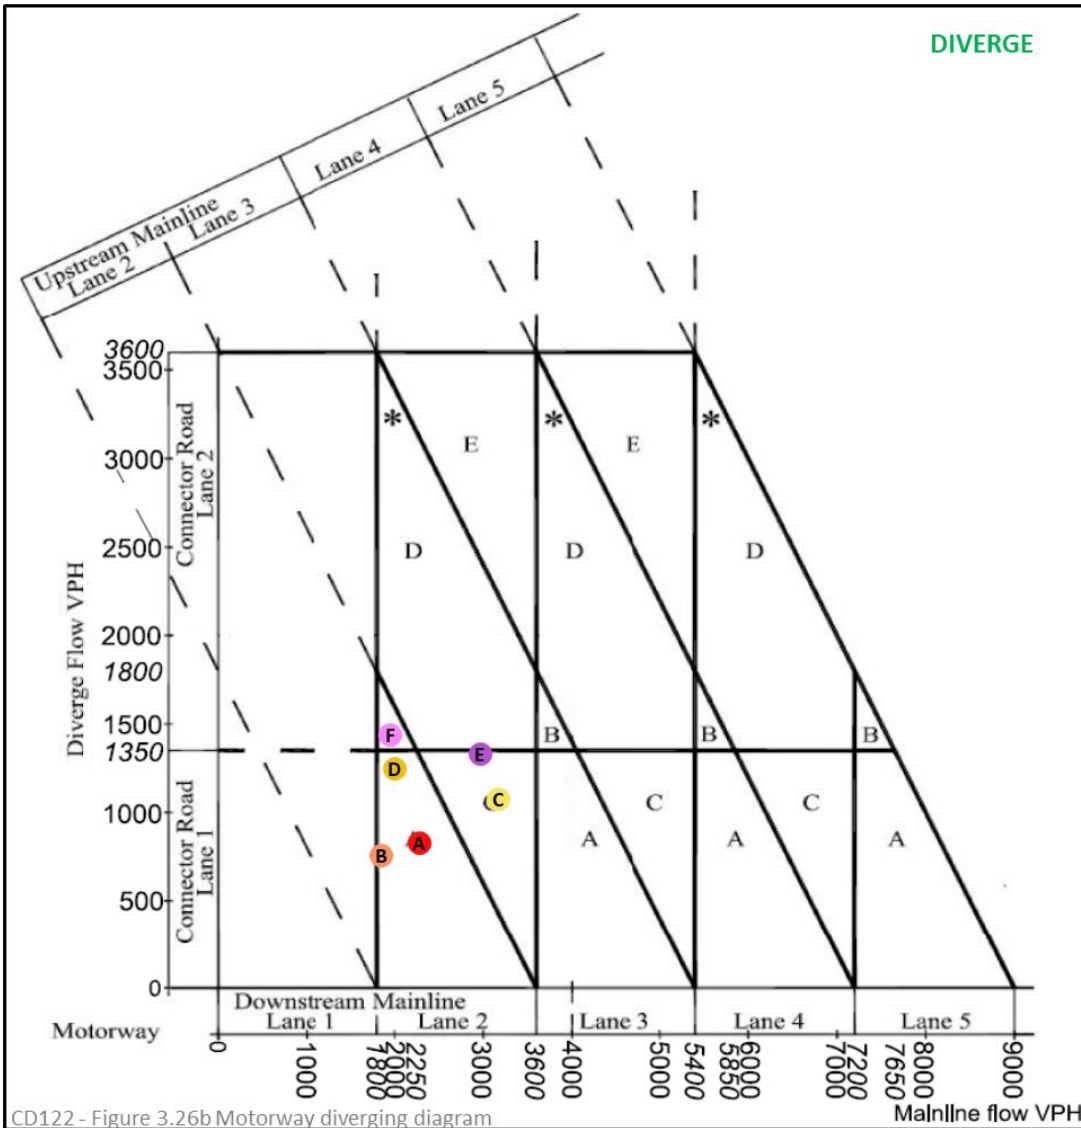 DIVERGE
Upstream Mainline
Lane 2
Lane 3
Lane 4
Lane 5
3600
3500
3000
2500
2000
1800
1500
1350
1000
500
0
Diverge Flow VPH
Connector Road
Lane 2
Connector Road
Lane 1
*
*
*
E
E
D
D
D
B
B
B
F
E
D
C
C
C
A
B
A
A
A
Downstream Mainline
Motorway
Lane 1
Lane 2
Lane 3
Lane 4
Lane 5
0
1000
1800
2000
2250
3000
3600
4000
5000
5400
5850
6000
7000
7200
7650
8000
9000
Mainline flow VPH
CD122 - Figure 3.26b Motorway diverging diagram